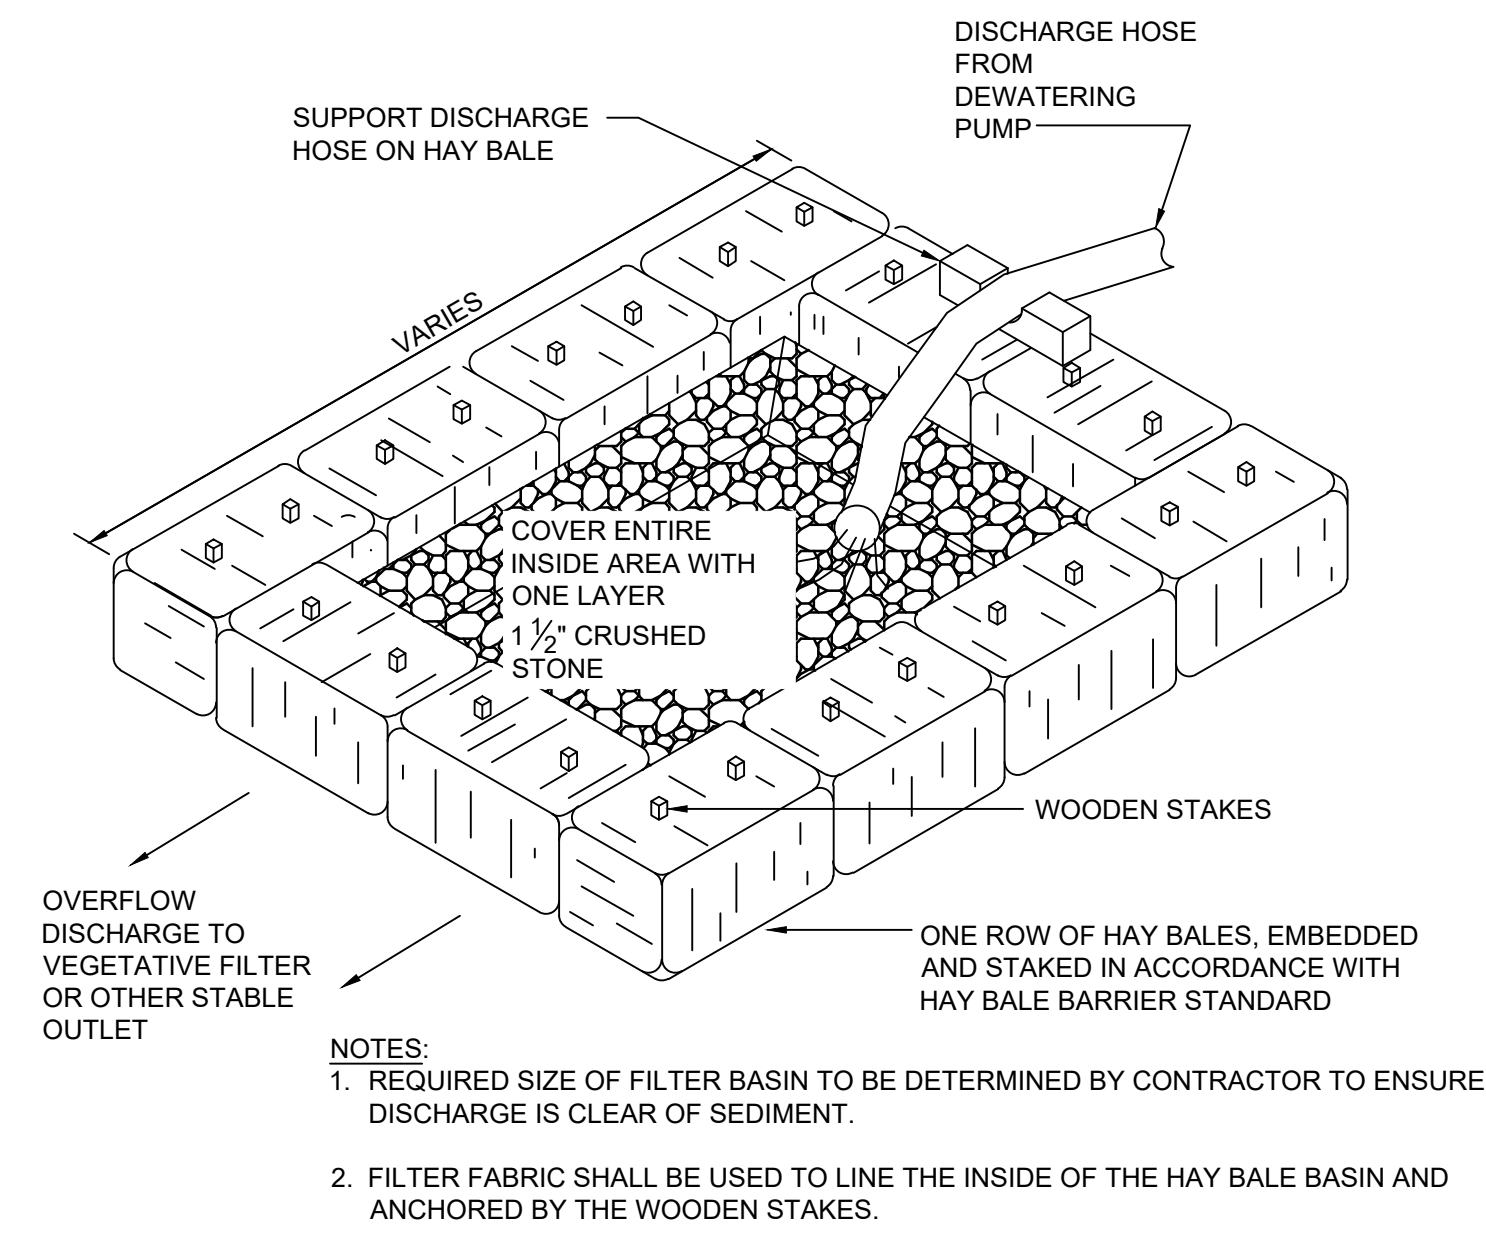 DISCHARGE HOSE
FROM
DEWATERING
PUMP
SUPPORT DISCHARGE
HOSE ON HAY BALE
VARIES
COVER ENTIRE
INSIDE AREA WITH
ONE LAYER
1 ½" CRUSHED
STONE
WOODEN STAKES
OVERFLOW
DISCHARGE TO
VEGETATIVE FILTER
OR OTHER STABLE
OUTLET
ONE ROW OF HAY BALES, EMBEDDED
AND STAKED IN ACCORDANCE WITH
HAY BALE BARRIER STANDARD
NOTES:
1. REQUIRED SIZE OF FILTER BASIN TO BE DETERMINED BY CONTRACTOR TO ENSURE
DISCHARGE IS CLEAR OF SEDIMENT.
2. FILTER FABRIC SHALL BE USED TO LINE THE INSIDE OF THE HAY BALE BASIN AND
ANCHORED BY THE WOODEN STAKES.